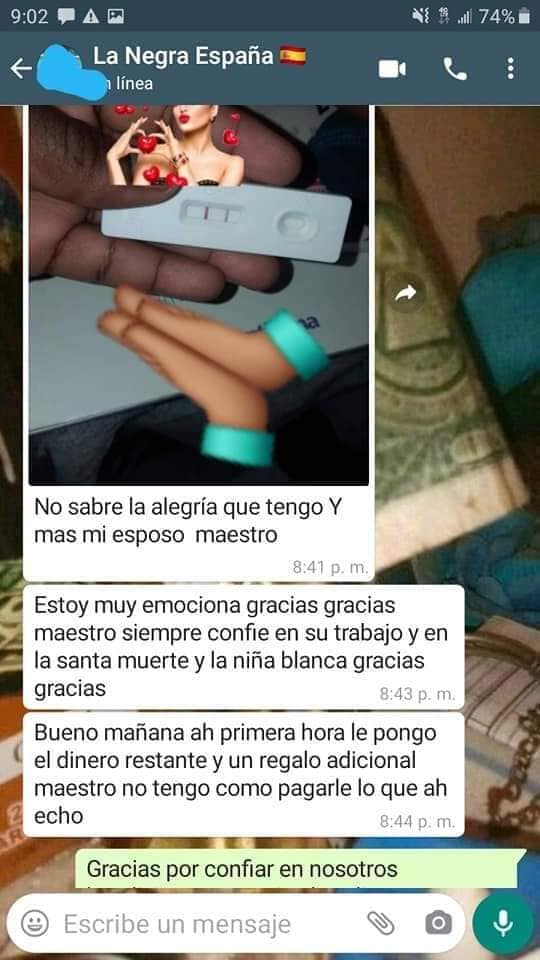 9:02
74%
La Negra España
n línea
No sabre la alegría que tengo Y
mas mi esposo maestro
8:41 p. m.
Estoy muy emociona gracias gracias
maestro siempre confie en su trabajo y en
la santa muerte y la niña blanca gracias
gracias
8:43 p. m.
Bueno mañana ah primera hora le pongo
el dinero restante y un regalo adicional
maestro no tengo como pagarle lo que ah
echo
8:44 p. m.
Gracias por confiar en nosotros
Escribe un mensaje